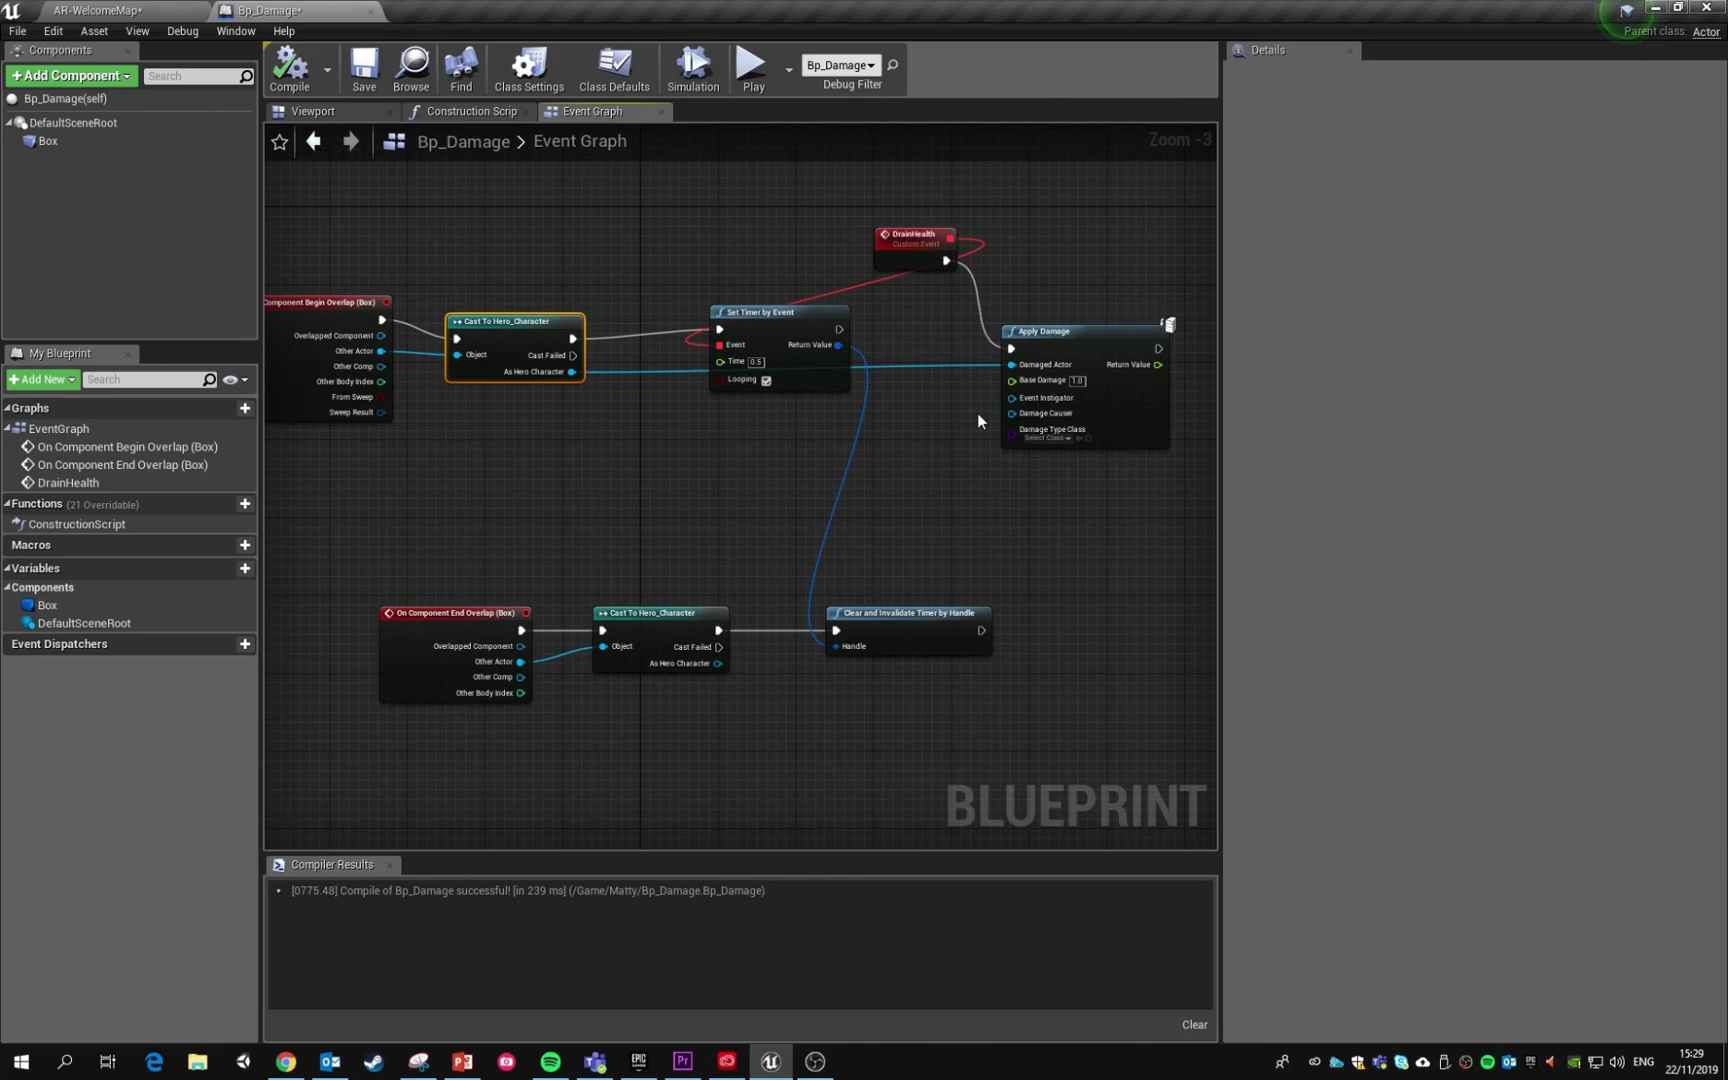 AR-WelcomeMap*
Bp_Damage*
File Edit Asset View Debug Window Help
Parent class: Actor
Components
+Add Component
Search
Bp_Damage(self)
DefaultSceneRoot
Box
My Blueprint
+Add New
Search
Graphs
EventGraph
On Component Begin Overlap (Box)
On Component End Overlap (Box)
DrainHealth
Functions (21 Overridable)
ConstructionScript
Macros
Variables
Components
Box
DefaultSceneRoot
Event Dispatchers
Compile
Save
Browse
Find
Class Settings
Class Defaults
Simulation
Play
Bp_Damage
Debug Filter
Viewport
Construction Scrip
Event Graph
Bp_Damage > Event Graph
Zoom -3
DrainHealth
Custom Event
Component Begin Overlap (Box)
Overlapped Component
Other Actor
Other Comp
Other Body Index
From Sweep
Sweep Result
Cast To Hero_Character
Object
Cast Failed
As Hero Character
Set Timer by Event
Event
Return Value
Time 0.5
Looping
Apply Damage
Damaged Actor
Return Value
Base Damage 1.0
Event Instigator
Damage Causer
Damage Type Class
Select Class
On Component End Overlap (Box)
Overlapped Component
Other Actor
Other Comp
Other Body Index
Cast To Hero_Character
Object
Cast Failed
As Hero Character
Clear and Invalidate Timer by Handle
Handle
BLUEPRINT
Compiler Results
[0775.48] Compile of Bp_Damage successful! [in 239 ms] (/Game/Matty/Bp_Damage.Bp_Damage)
Clear
Details
ENG
15:29
22/11/2019